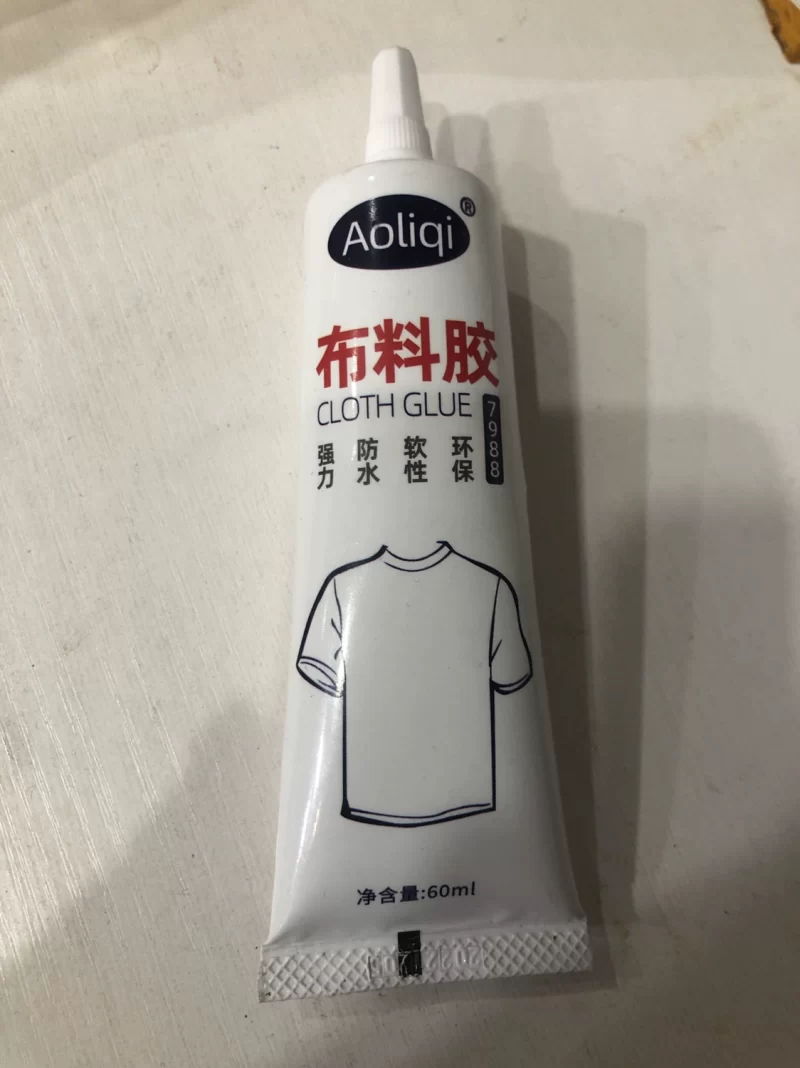 Aoliqi®
布料胶
CLOTH GLUE
7988
强力 防水 软性 环保
净含量:60ml